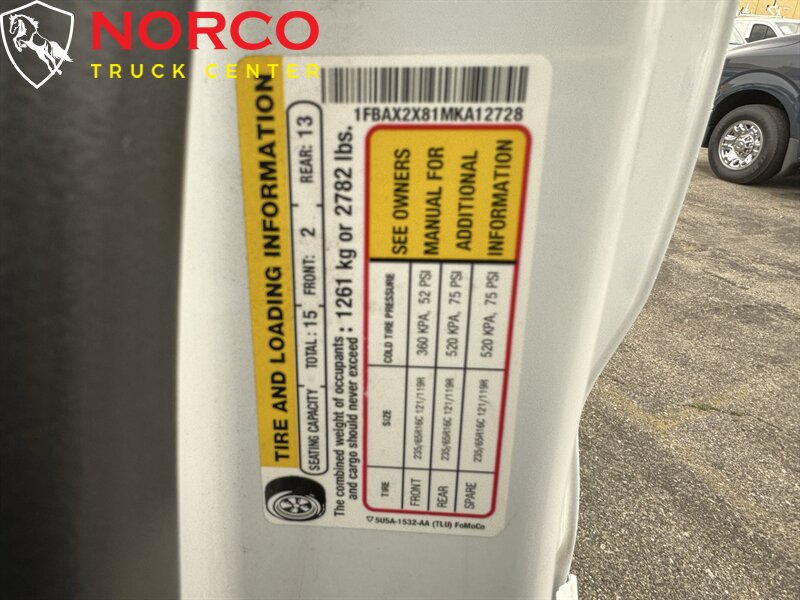 NORCO
TRUCK CENTER
1FBAX2X81MKA12728
TIRE AND LOADING INFORMATION
SEATING CAPACITY TOTAL : 15 FRONT: 2 REAR: 13
The combined weight of occupants : 1261 kg or 2782 lbs.
and cargo should never exceed
TIRE SIZE COLD TIRE PRESSURE
FRONT 235/65R16C 121/119R 360 KPA, 52 PSI
REAR 235/65R16C 121/119R 520 KPA, 75 PSI
SPARE 235/65R16C 121/119R 520 KPA, 75 PSI
SEE OWNERS
MANUAL FOR
ADDITIONAL
INFORMATION
5U5A-1532-AA (TLU) FoMoCo